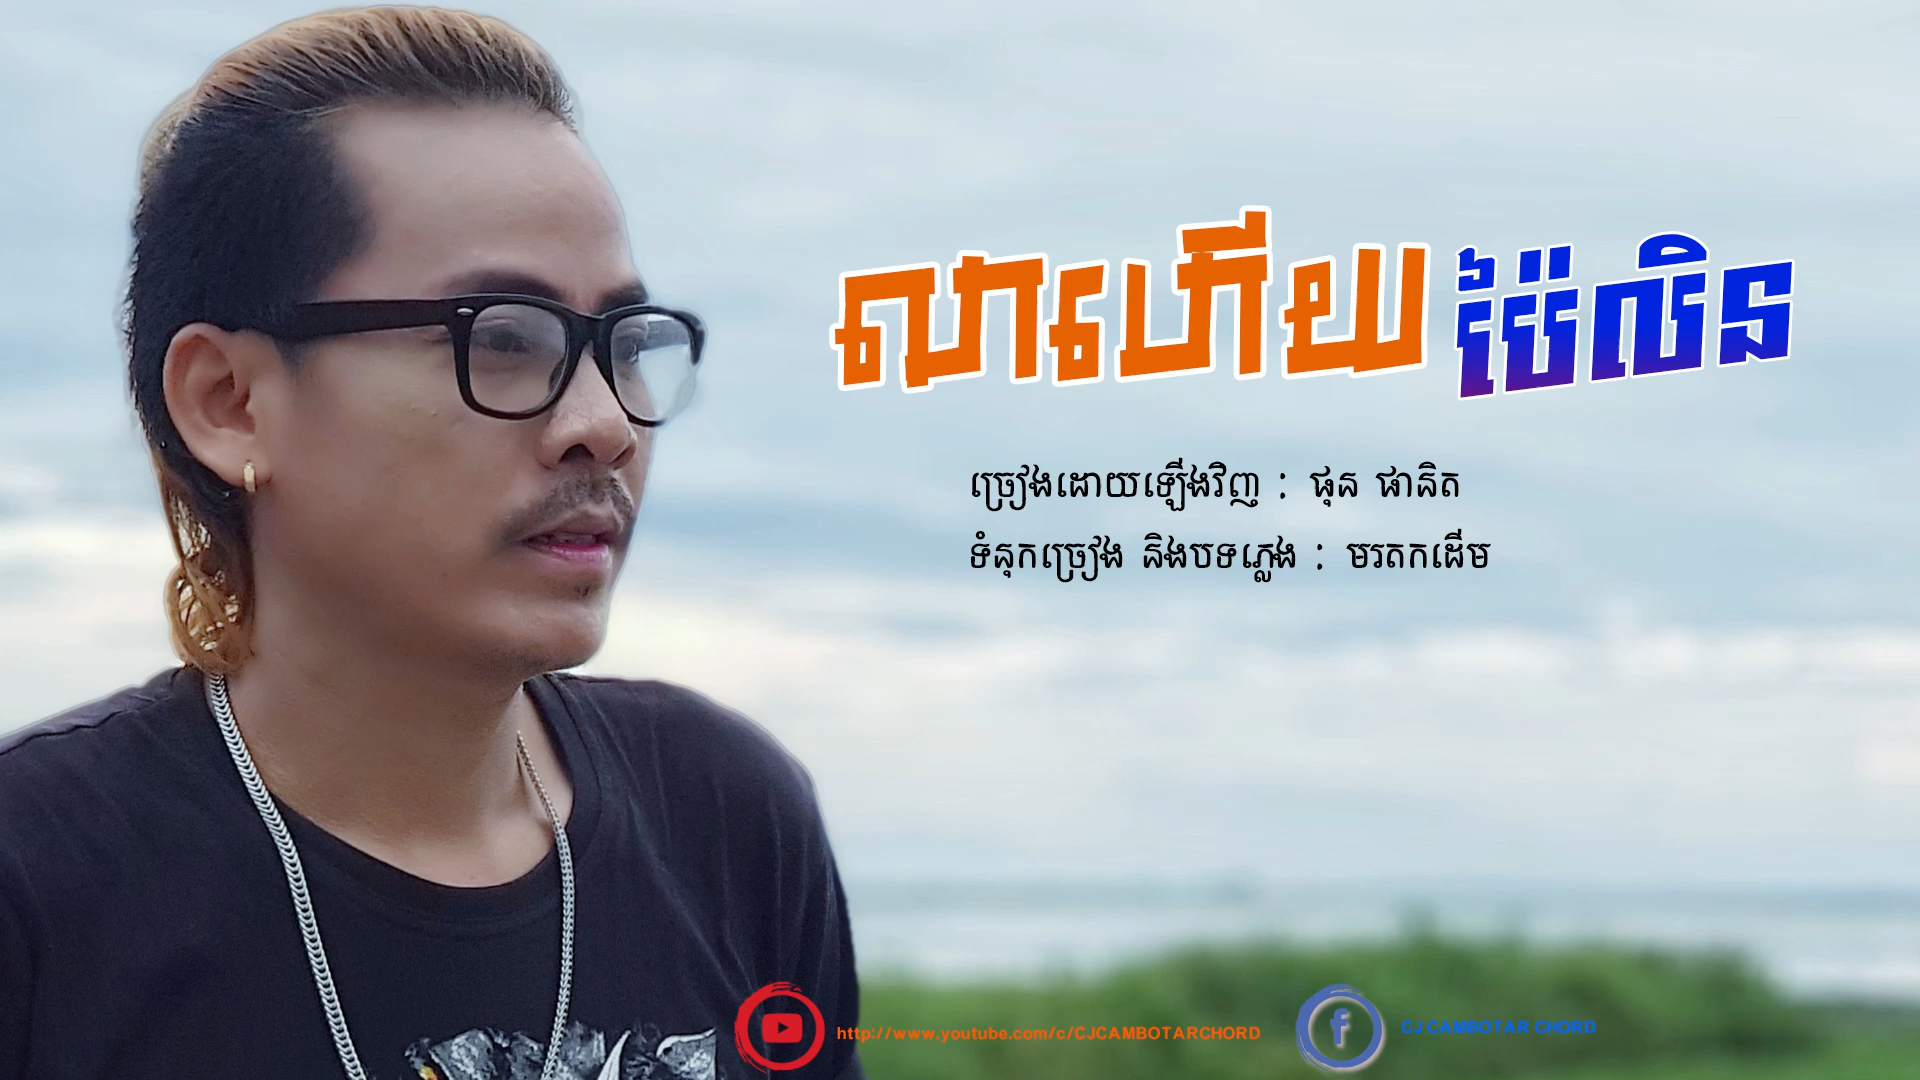 លាហើយ ប៉ៃលិន
ច្រៀងដោយឡើងវិញ : ផុន ផានិត
ទំនុកច្រៀង និងបទភ្លេង : មរតកដើម
http://www.youtube.com/c/CJCAMBOTARCHORD
CJ CAMBOTAR CHORD